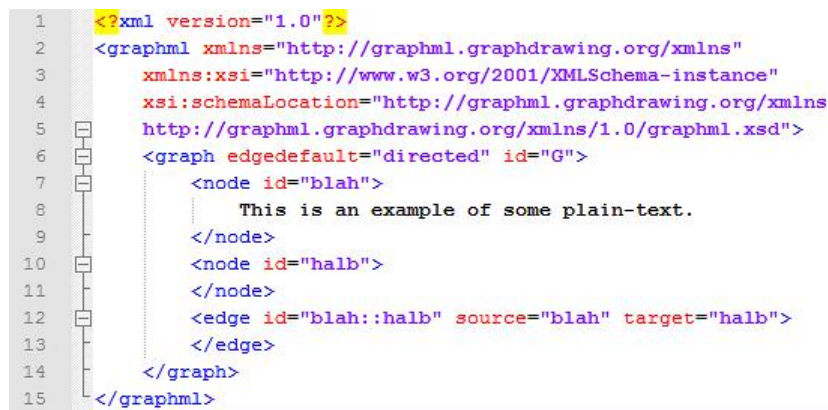 1 <?xml version="1.0"?>
2 <graphml xmlns="http://graphml.graphdrawing.org/xmlns"
3 xmlns:xsi="http://www.w3.org/2001/XMLSchema-instance"
4 xsi:schemaLocation="http://graphml.graphdrawing.org/xmlns
5 http://graphml.graphdrawing.org/xmlns/1.0/graphml.xsd">
6 <graph edgedefault="directed" id="G">
7 <node id="blah">
8 This is an example of some plain-text.
9 </node>
10 <node id="halb">
11 </node>
12 <edge id="blah::halb" source="blah" target="halb">
13 </edge>
14 </graph>
15 </graphml>